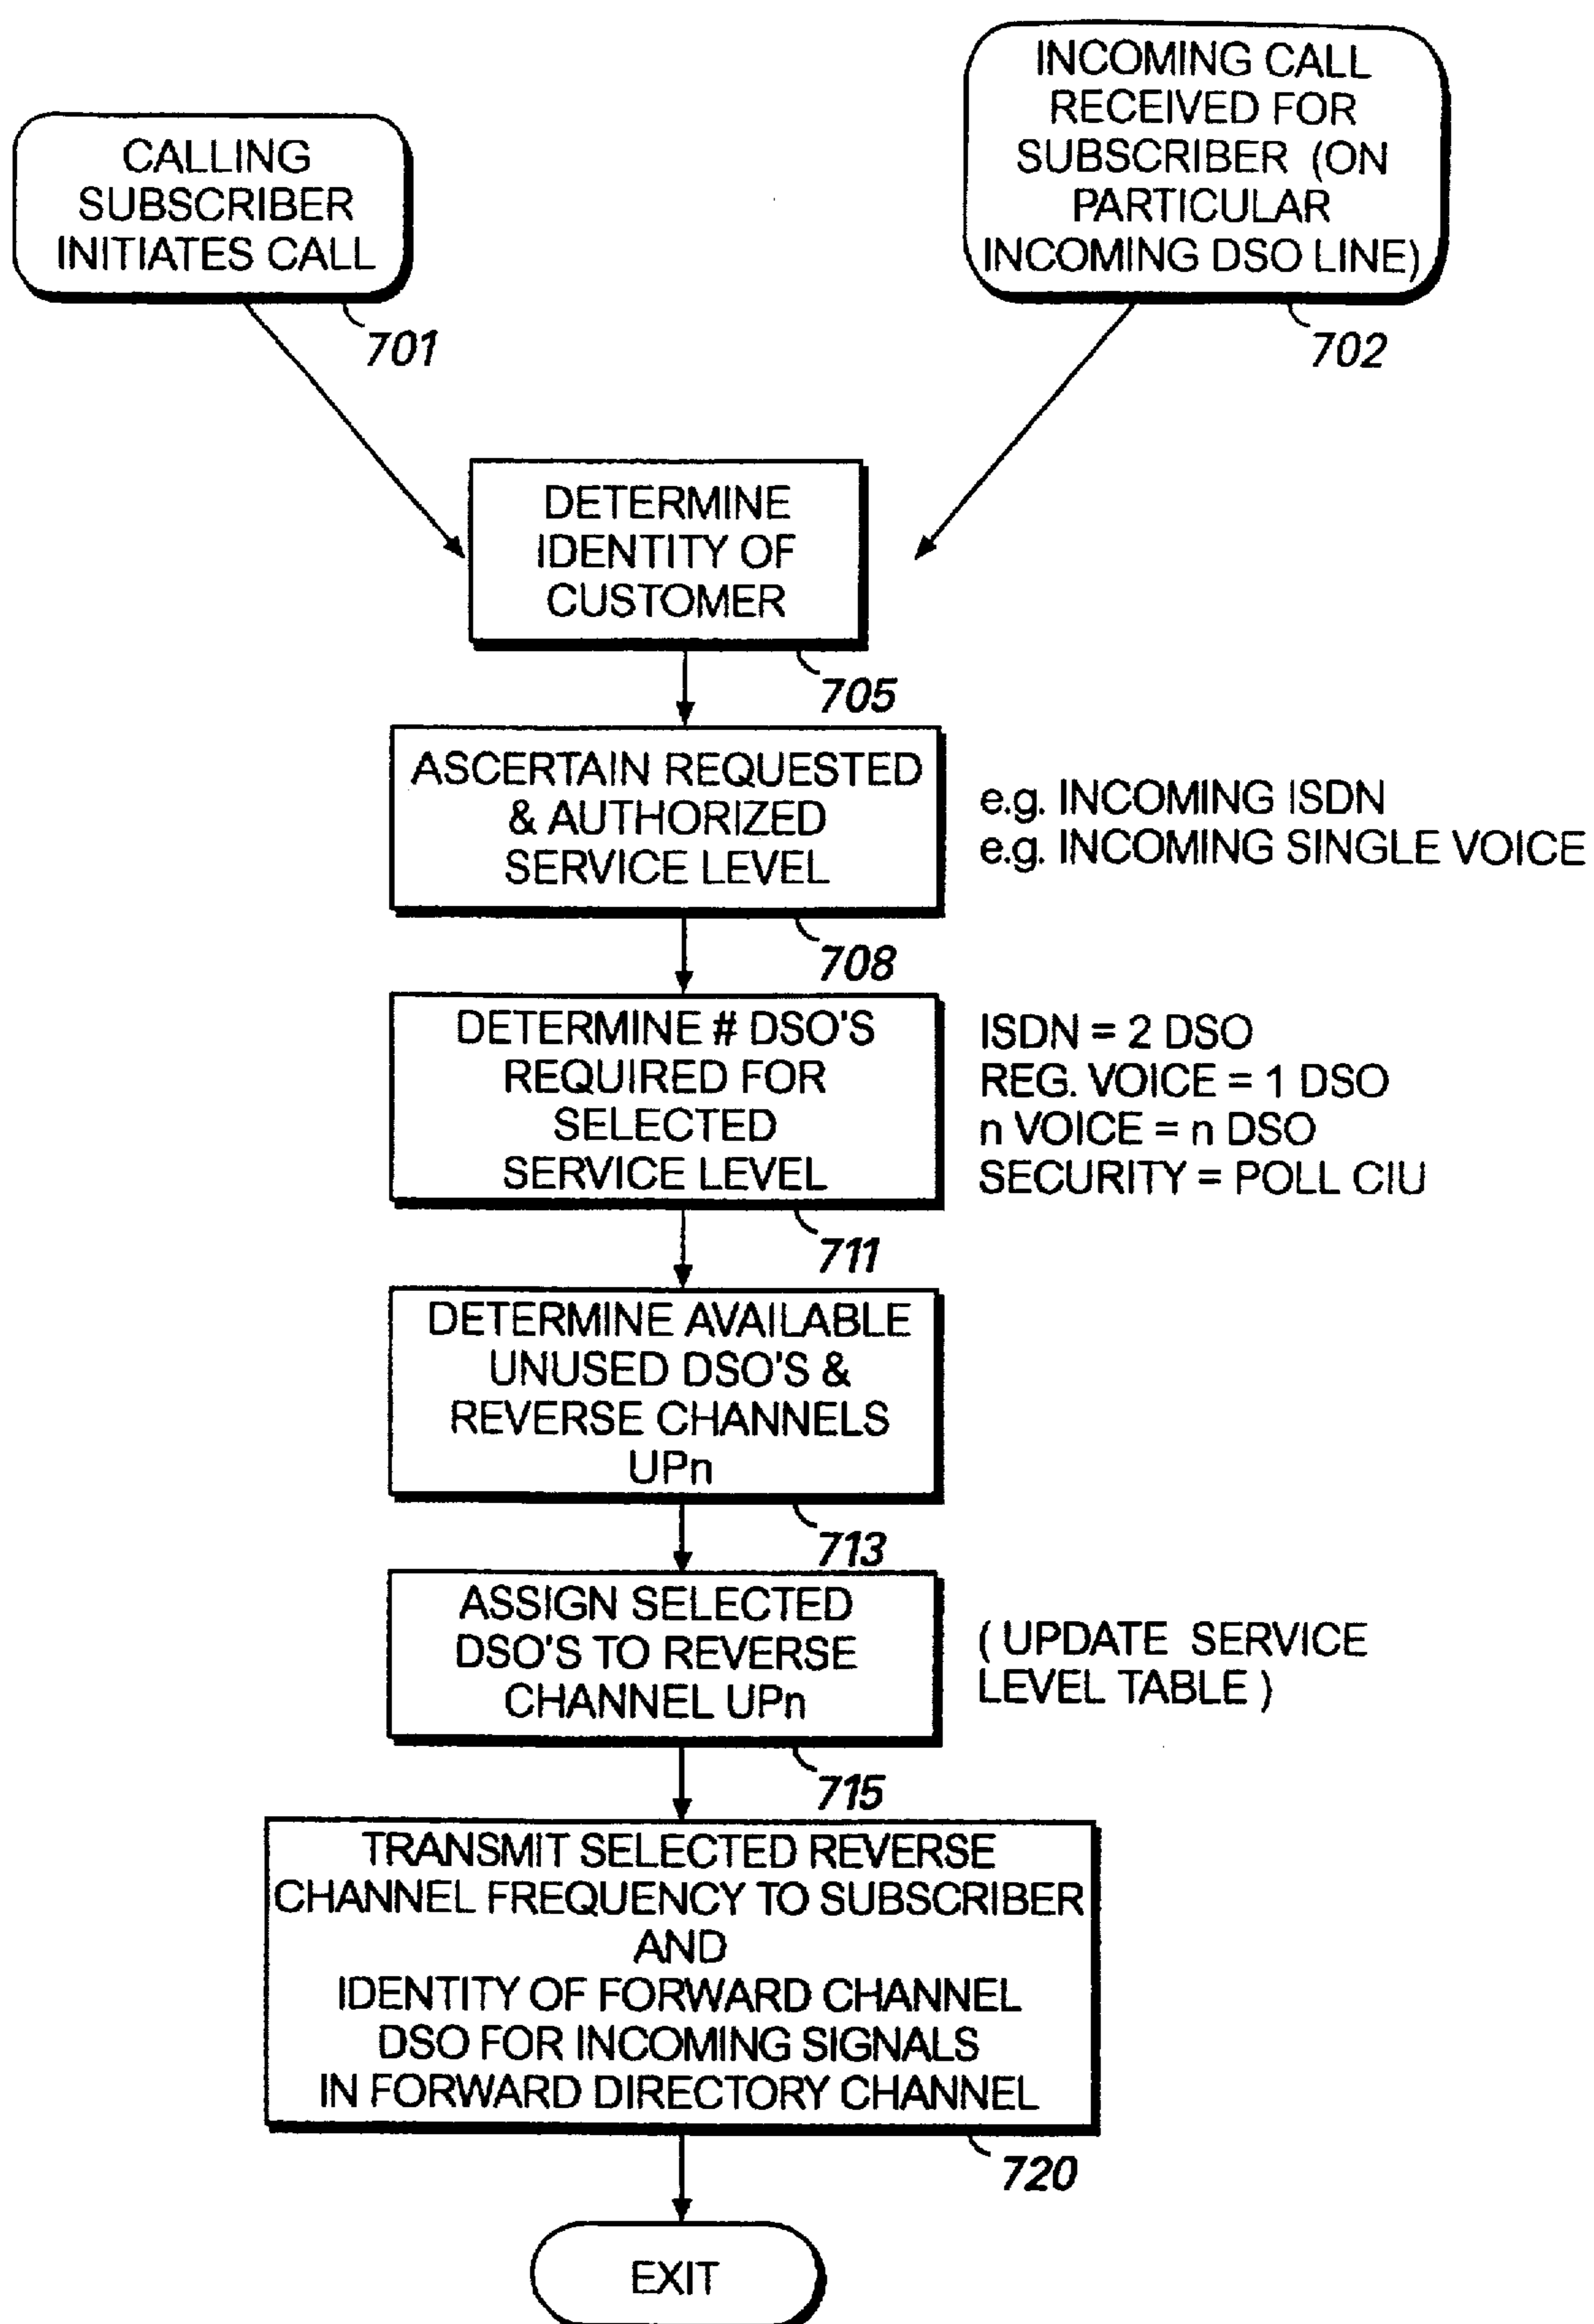 CALLING
SUBSCRIBER
INITIATES CALL
701
INCOMING CALL
RECEIVED FOR
SUBSCRIBER (ON
PARTICULAR
INCOMING DSO LINE)
702
DETERMINE
IDENTITY OF
CUSTOMER
705
ASCERTAIN REQUESTED
& AUTHORIZED
SERVICE LEVEL
708
e.g. INCOMING ISDN
e.g. INCOMING SINGLE VOICE
DETERMINE # DSO'S
REQUIRED FOR
SELECTED
SERVICE LEVEL
711
ISDN = 2 DSO
REG. VOICE = 1 DSO
n VOICE = n DSO
SECURITY = POLL CIU
DETERMINE AVAILABLE
UNUSED DSO'S &
REVERSE CHANNELS
UPn
713
ASSIGN SELECTED
DSO'S TO REVERSE
CHANNEL UPn
715
( UPDATE SERVICE
LEVEL TABLE )
TRANSMIT SELECTED REVERSE
CHANNEL FREQUENCY TO SUBSCRIBER
AND
IDENTITY OF FORWARD CHANNEL
DSO FOR INCOMING SIGNALS
IN FORWARD DIRECTORY CHANNEL
720
EXIT